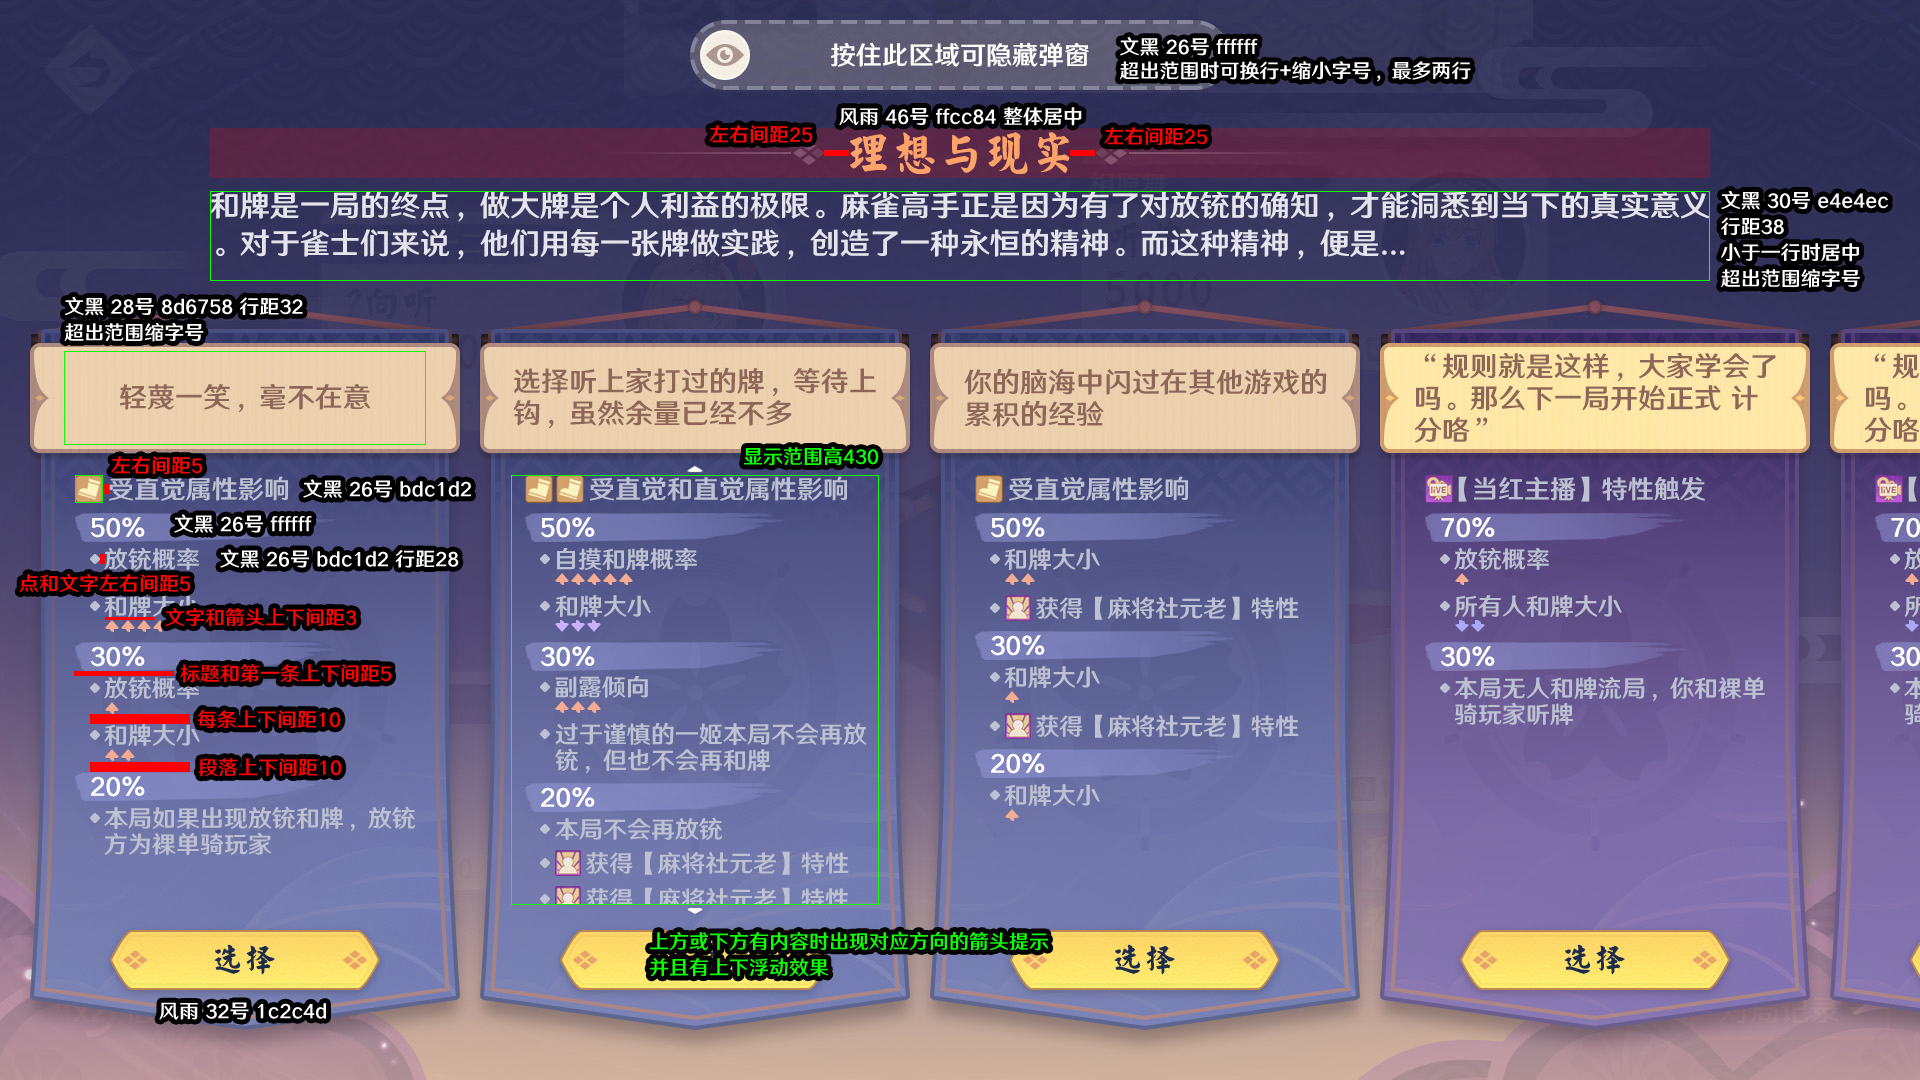 按住此区域可隐藏弹窗
文黑 26号 ffffff
超出范围时可换行+缩小字号，最多两行
风雨 46号 ffcc84 整体居中
左右间距25
理想与现实
左右间距25
和牌是一局的终点，做大牌是个人利益的极限。麻雀高手正是因为有了对放铳的确知，才能洞悉到当下的真实意义
。对于雀士们来说，他们用每一张牌做实践，创造了一种永恒的精神。而这种精神，便是...
文黑 30号 e4e4ec
行距38
小于一行时居中
超出范围缩字号
文黑 28号 8d6758 行距32
超出范围缩字号
轻蔑一笑，毫不在意
左右间距5
受直觉属性影响
文黑 26号 bdc1d2
50%
文黑 26号 ffffff
放铳概率
文黑 26号 bdc1d2 行距28
点和文字左右间距5
和牌大小
文字和箭头上下间距3
30%
标题和第一条上下间距5
放铳概率
每条上下间距10
和牌大小
段落上下间距10
20%
本局如果出现放铳和牌，放铳
方为裸单骑玩家
选择
风雨 32号 1c2c4d
选择听上家打过的牌，等待上
钩，虽然余量已经不多
显示范围高430
受直觉和直觉属性影响
50%
自摸和牌概率
和牌大小
30%
副露倾向
过于谨慎的一姬本局不会再放
铳，但也不会再和牌
20%
本局不会再放铳
获得【麻将社元老】特性
获得【麻将社元老】特性
上方或下方有内容时出现对应方向的箭头提示
并且有上下浮动效果
你的脑海中闪过在其他游戏的
累积的经验
受直觉属性影响
50%
和牌大小
获得【麻将社元老】特性
30%
和牌大小
获得【麻将社元老】特性
20%
和牌大小
选择
“规则就是这样，大家学会了
吗。那么下一局开始正式 计
分咯”
LIVE
【当红主播】特性触发
70%
放铳概率
所有人和牌大小
30%
本局无人和牌流局，你和裸单
骑玩家听牌
选择
“规
吗。
分咯
LIVE
【
70
放
所
30
本
骑